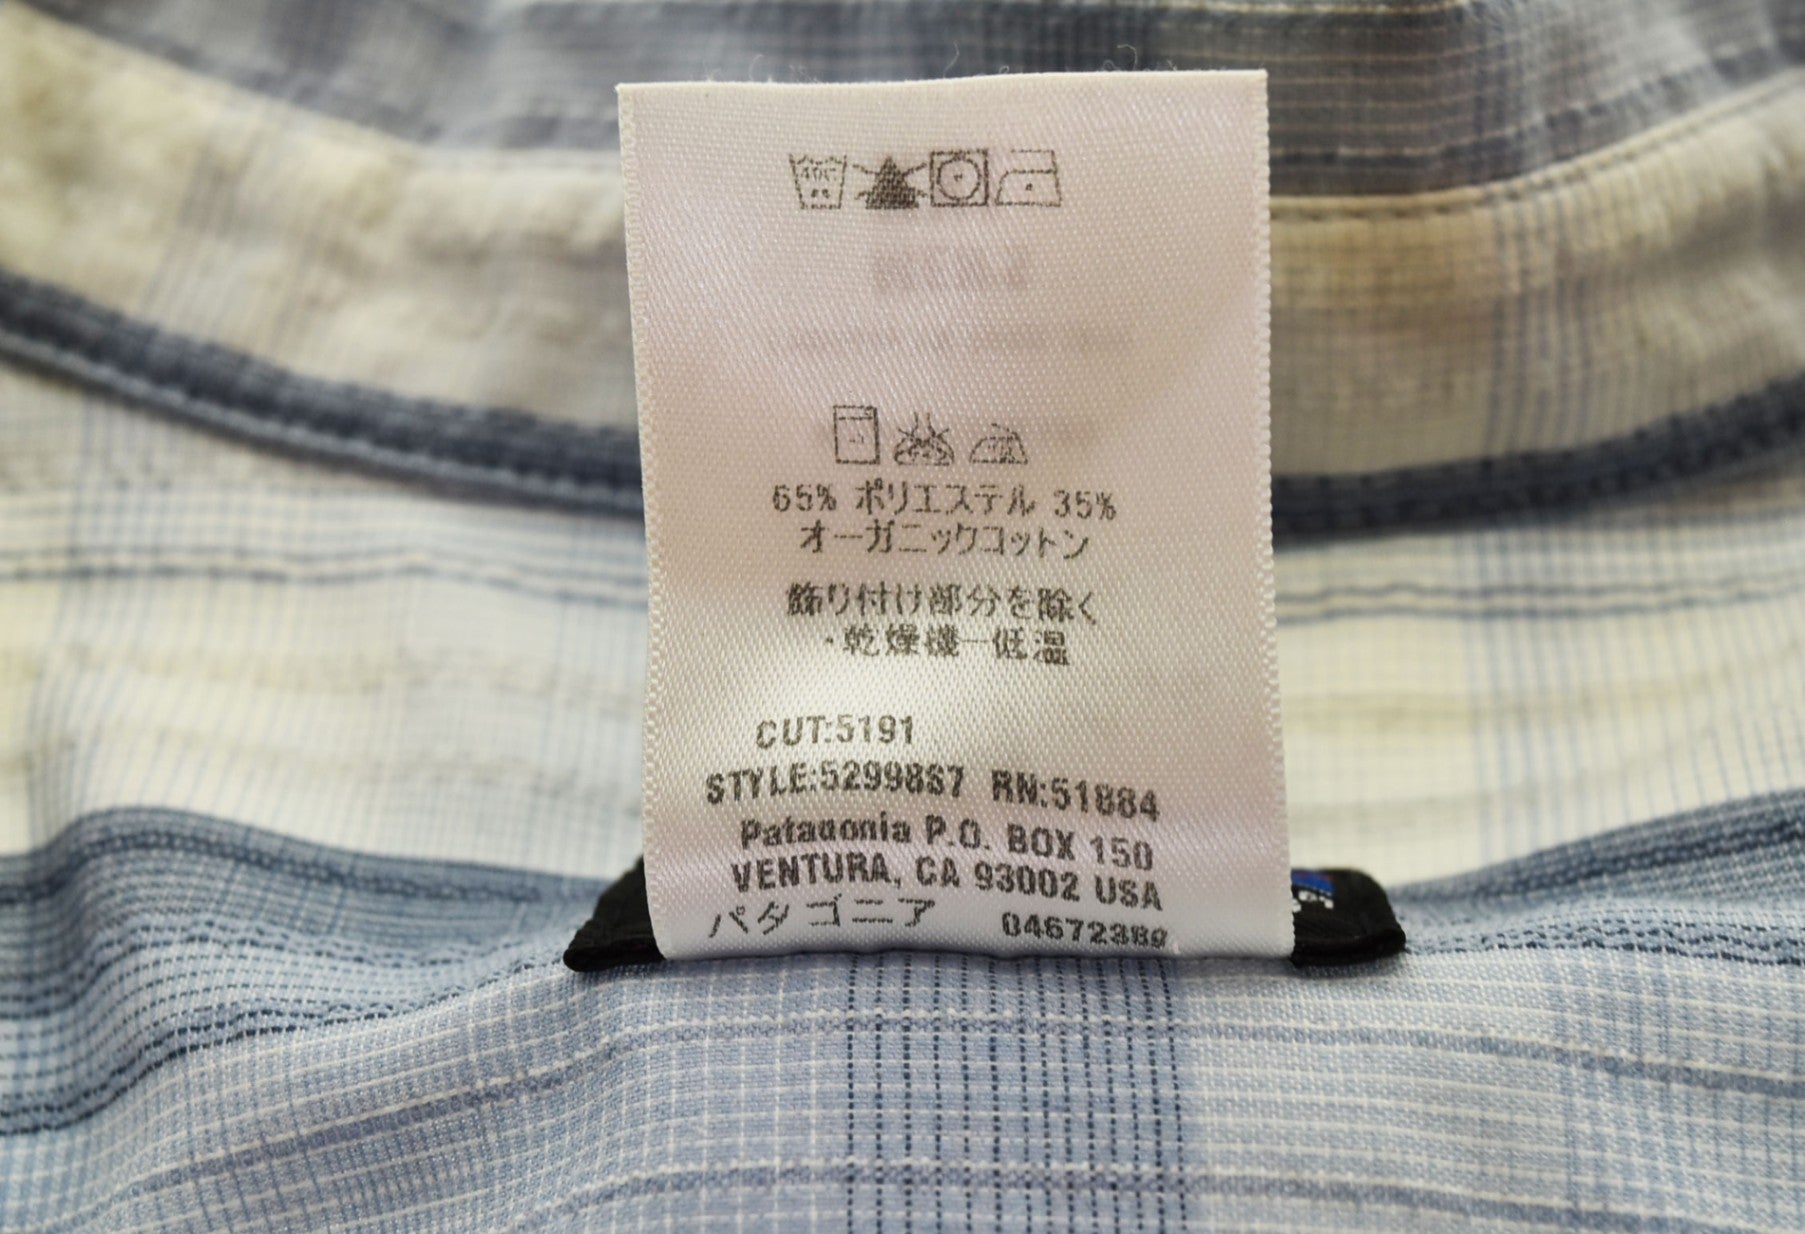 40C
65% ポリエステル 35%
オーガニックコットン
飾り付け部分を除く
・乾燥機ー低温
CUT:5191
STYLE:52998S7 RN:51884
Patagonia P.O. BOX 150
VENTURA, CA 93002 USA
パタゴニア 04672389